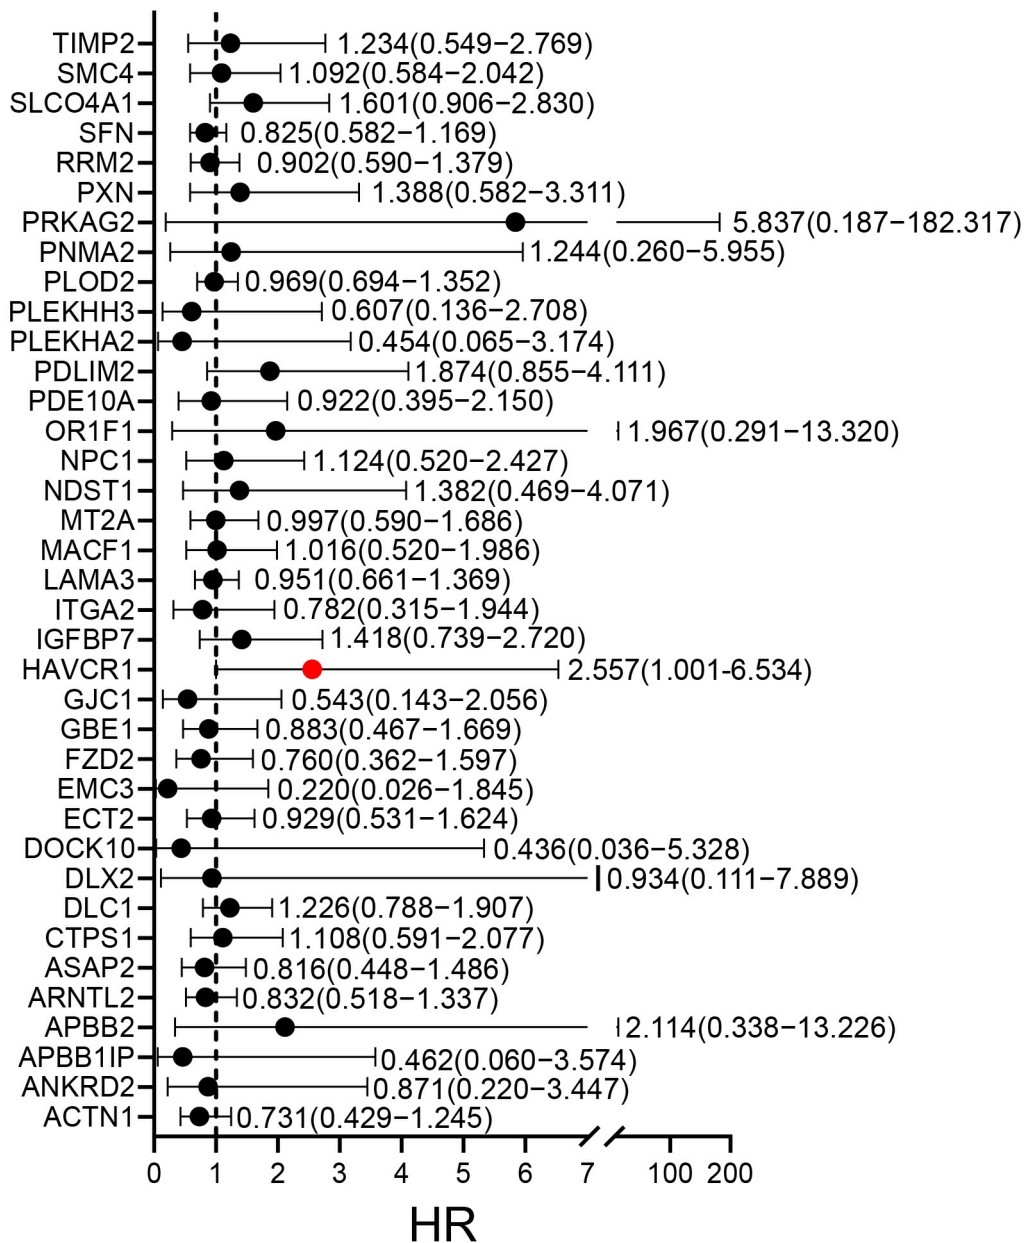 TIMP2 1.234(0.549−2.769)
SMC4 1.092(0.584−2.042)
SLCO4A1 1.601(0.906−2.830)
SFN 0.825(0.582−1.169)
RRM2 0.902(0.590−1.379)
PXN 1.388(0.582−3.311)
PRKAG2 5.837(0.187−182.317)
PNMA2 1.244(0.260−5.955)
PLOD2 0.969(0.694−1.352)
PLEKHH3 0.607(0.136−2.708)
PLEKHA2 0.454(0.065−3.174)
PDLIM2 1.874(0.855−4.111)
PDE10A 0.922(0.395−2.150)
OR1F1 1.967(0.291−13.320)
NPC1 1.124(0.520−2.427)
NDST1 1.382(0.469−4.071)
MT2A 0.997(0.590−1.686)
MACF1 1.016(0.520−1.986)
LAMA3 0.951(0.661−1.369)
ITGA2 0.782(0.315−1.944)
IGFBP7 1.418(0.739−2.720)
HAVCR1 2.557(1.001-6.534)
GJC1 0.543(0.143−2.056)
GBE1 0.883(0.467−1.669)
FZD2 0.760(0.362−1.597)
EMC3 0.220(0.026−1.845)
ECT2 0.929(0.531−1.624)
DOCK10 0.436(0.036−5.328)
DLX2 0.934(0.111−7.889)
DLC1 1.226(0.788−1.907)
CTPS1 1.108(0.591−2.077)
ASAP2 0.816(0.448−1.486)
ARNTL2 0.832(0.518−1.337)
APBB2 2.114(0.338−13.226)
APBB1IP 0.462(0.060−3.574)
ANKRD2 0.871(0.220−3.447)
ACTN1 0.731(0.429−1.245)
0 1 2 3 4 5 6 7 100 200
HR